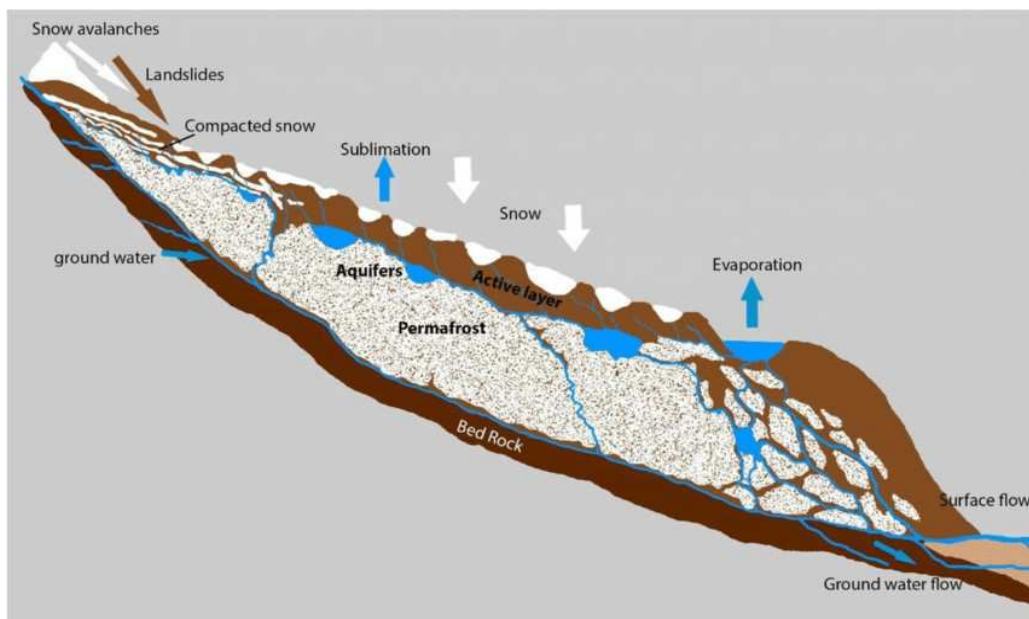 Snow avalanches
Landslides
Compacted snow
Sublimation
Snow
ground water
Aquifers
Active layer
Evaporation
Permafrost
Bed Rock
Surface flow
Ground water flow